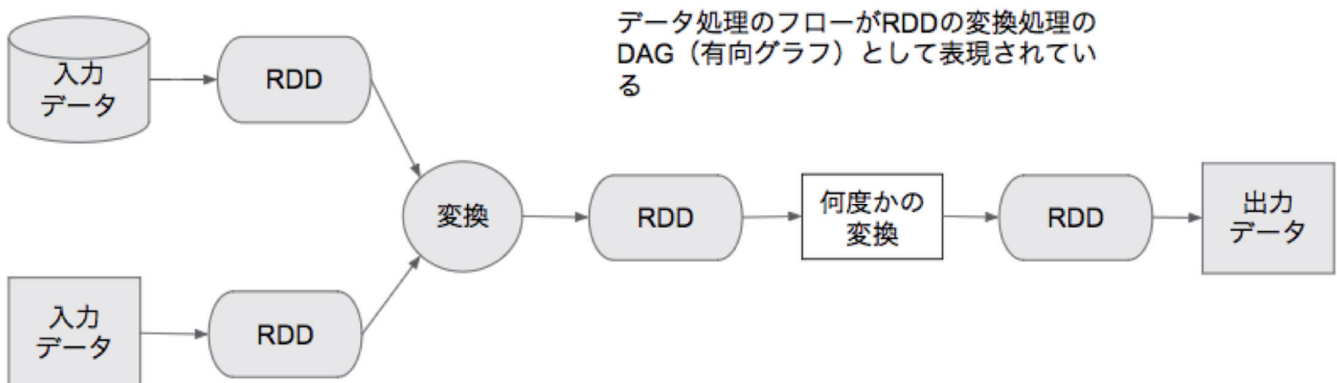 データ処理のフローがRDDの変換処理の
DAG（有向グラフ）として表現されてい
る
入力
データ
RDD
変換
RDD
何度かの
変換
RDD
出力
データ
入力
データ
RDD